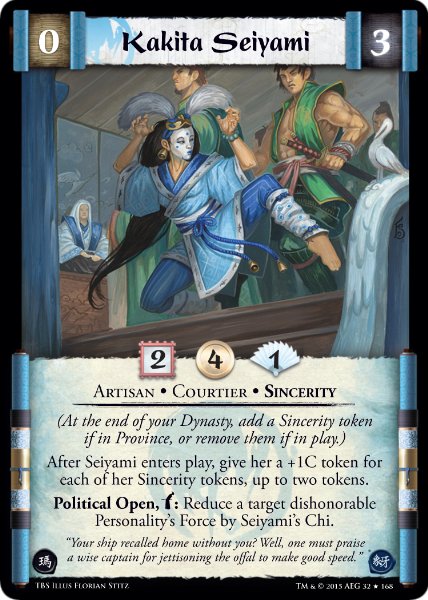 0 Kakita Seiyami 3
2 4 1
Artisan • Courtier • Sincerity
(At the end of your Dynasty, add a Sincerity token
if in Province, or remove them if in play.)
After Seiyami enters play, give her a +1C token for
each of her Sincerity tokens, up to two tokens.
Political Open, : Reduce a target dishonorable
Personality's Force by Seiyami's Chi.
"Your ship recalled home without you? Well, one must praise
a wise captain for jettisoning the offal to make good speed."
TBS Illus Florian Stitz TM & © 2015 AEG 32 ★ 168